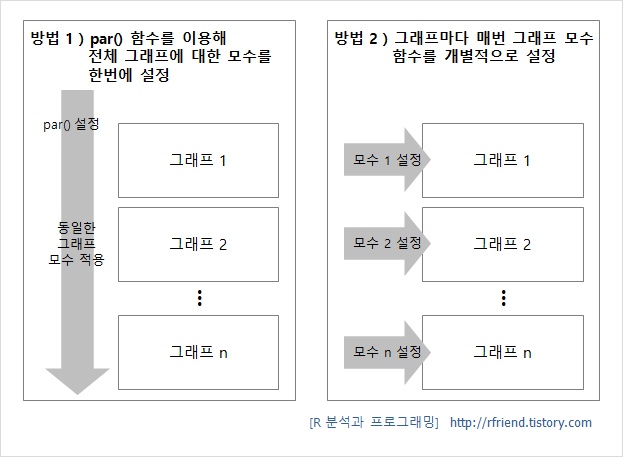 방법 1 ) par() 함수를 이용해
전체 그래프에 대한 모수를
한번에 설정
par() 설정
동일한
그래프
모수 적용
그래프 1
그래프 2
⋮
그래프 n
방법 2 ) 그래프마다 매번 그래프 모수
함수를 개별적으로 설정
모수 1 설정
그래프 1
모수 2 설정
그래프 2
⋮
모수 n 설정
그래프 n
[R 분석과 프로그래밍] http://rfriend.tistory.com